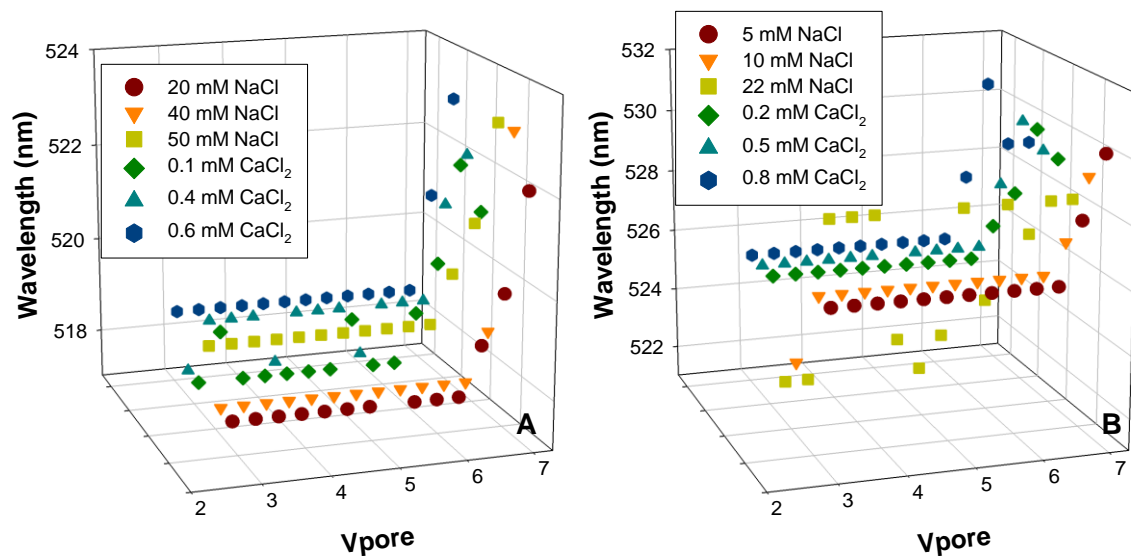 524
522
520
518
Wavelength (nm)
20 mM NaCl
40 mM NaCl
50 mM NaCl
0.1 mM CaCl₂
0.4 mM CaCl₂
0.6 mM CaCl₂
A
2 3 4 5 6 7
Vpore
532
530
528
526
524
522
Wavelength (nm)
5 mM NaCl
10 mM NaCl
22 mM NaCl
0.2 mM CaCl₂
0.5 mM CaCl₂
0.8 mM CaCl₂
B
2 3 4 5 6 7
Vpore